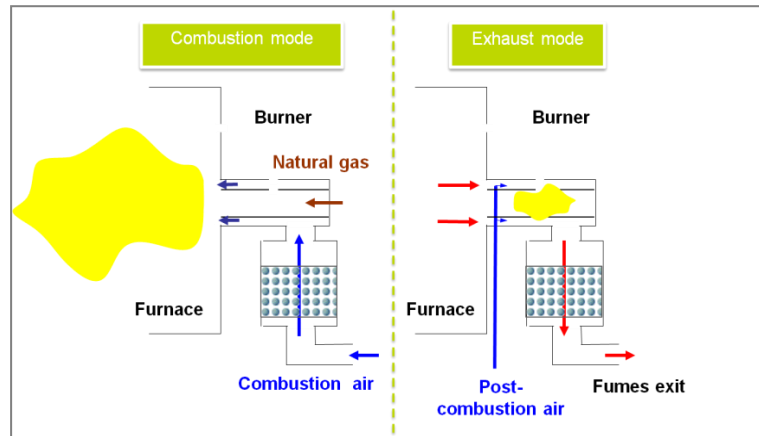 Combustion mode
Burner
Natural gas
Furnace
Combustion air
Exhaust mode
Burner
Furnace
Post-
combustion air
Fumes exit